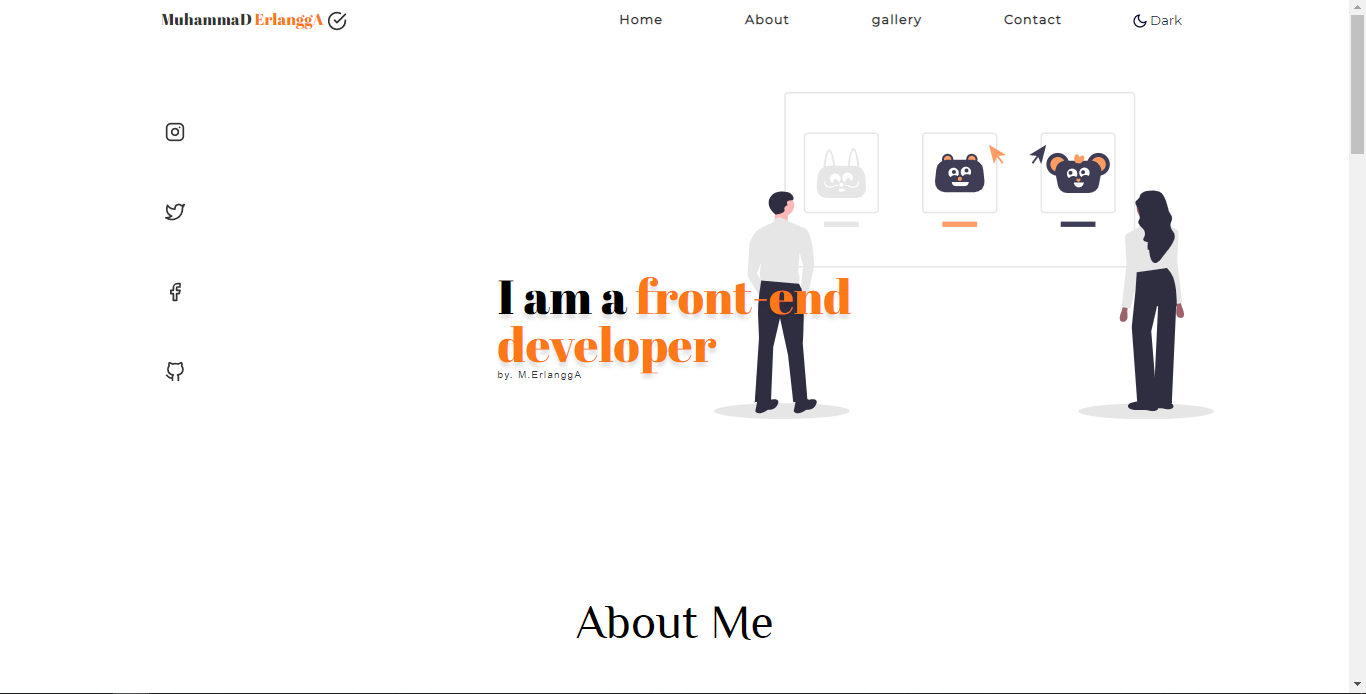 MuhammaD ErlanggA
Home
About
gallery
Contact
Dark
I am a front-end
developer
by. M.ErlanggA
About Me